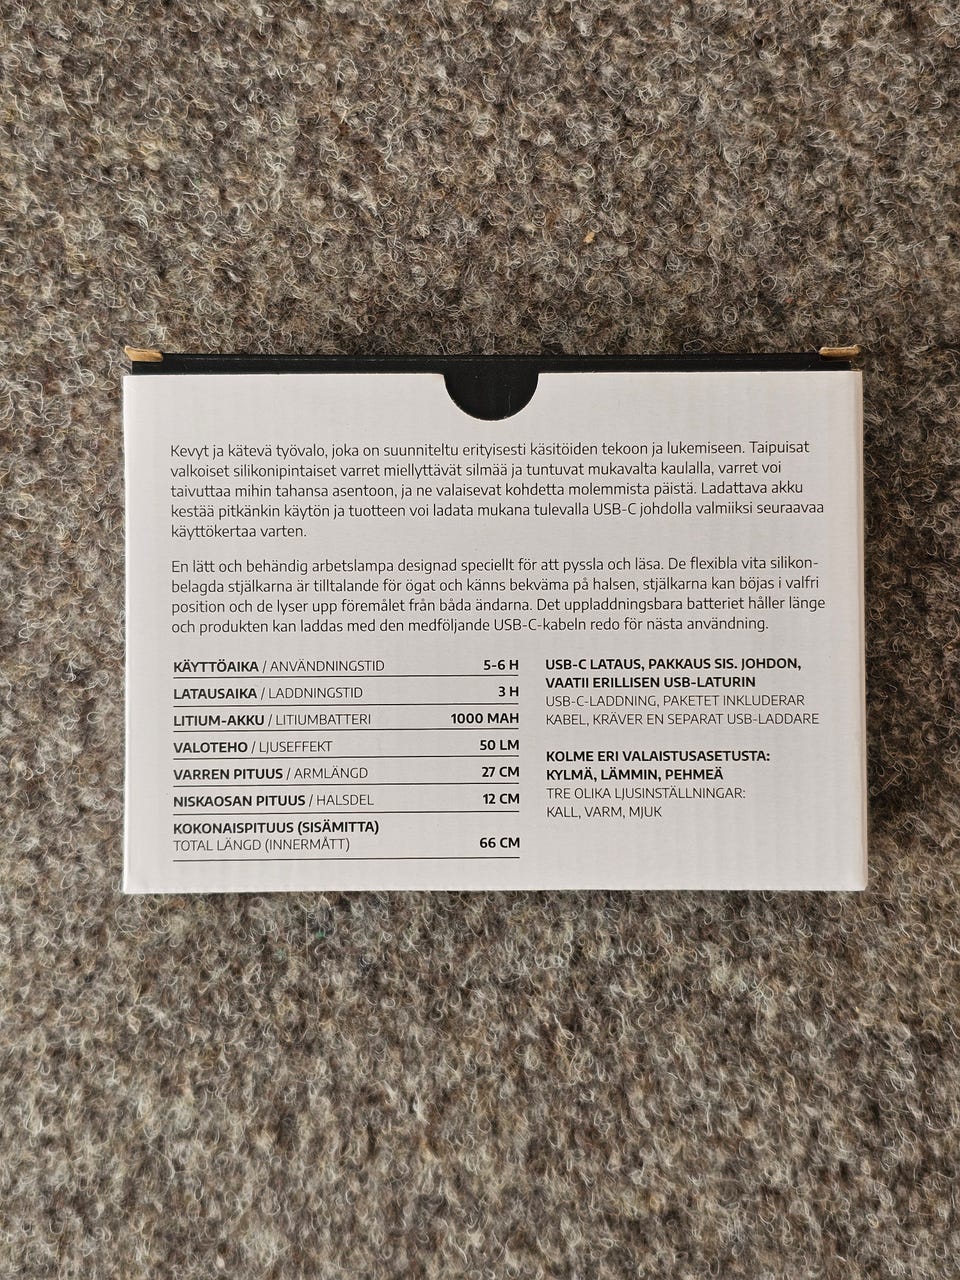 Kevyt ja kätevä työvalo, joka on suunniteltu erityisesti käsitöiden tekoon ja lukemiseen. Taipuisat
valkoiset silikonipintaiset varret miellyttävät silmää ja tuntuvat mukavalta kaulalla, varret voi
taivuttaa mihin tahansa asentoon, ja ne valaisevat kohdetta molemmista päistä. Ladattava akku
kestää pitkänkin käytön ja tuotteen voi ladata mukana tulevalla USB-C johdolla valmiiksi seuraavaa
käyttökertaa varten.
En lätt och behändig arbetslampa designad speciellt för att pyssla och läsa. De flexibla vita silikon-
belagda stjälkarna är tilltalande för ögat och känns bekväma på halsen, stjälkarna kan böjas i valfri
position och de lyser upp föremålet från båda ändarna. Det uppladdningsbara batteriet håller länge
och produkten kan laddas med den medföljande USB-C-kabeln redo för nästa användning.
KÄYTTÖAIKA / ANVÄNDNINGSTID 5-6 H
LATAUSAIKA / LADDNINGSTID 3 H
LITIUM-AKKU / LITIUMBATTERI 1000 MAH
VALOTEHO / LJUSEFFEKT 50 LM
VARREN PITUUS / ARMLÄNGD 27 CM
NISKAOSAN PITUUS / HALSDEL 12 CM
KOKONAISPITUUS (SISÄMITTA)
TOTAL LÄNGD (INNERMÅTT) 66 CM
USB-C LATAUS, PAKKAUS SIS. JOHDON,
VAATII ERILLISEN USB-LATURIN
USB-C-LADDNING, PAKETET INKLUDERAR
KABEL, KRÄVER EN SEPARAT USB-LADDARE
KOLME ERI VALAISTUSASETUSTA:
KYLMÄ, LÄMMIN, PEHMEÄ
TRE OLIKA LJUSINSTÄLLNINGAR:
KALL, VARM, MJUK